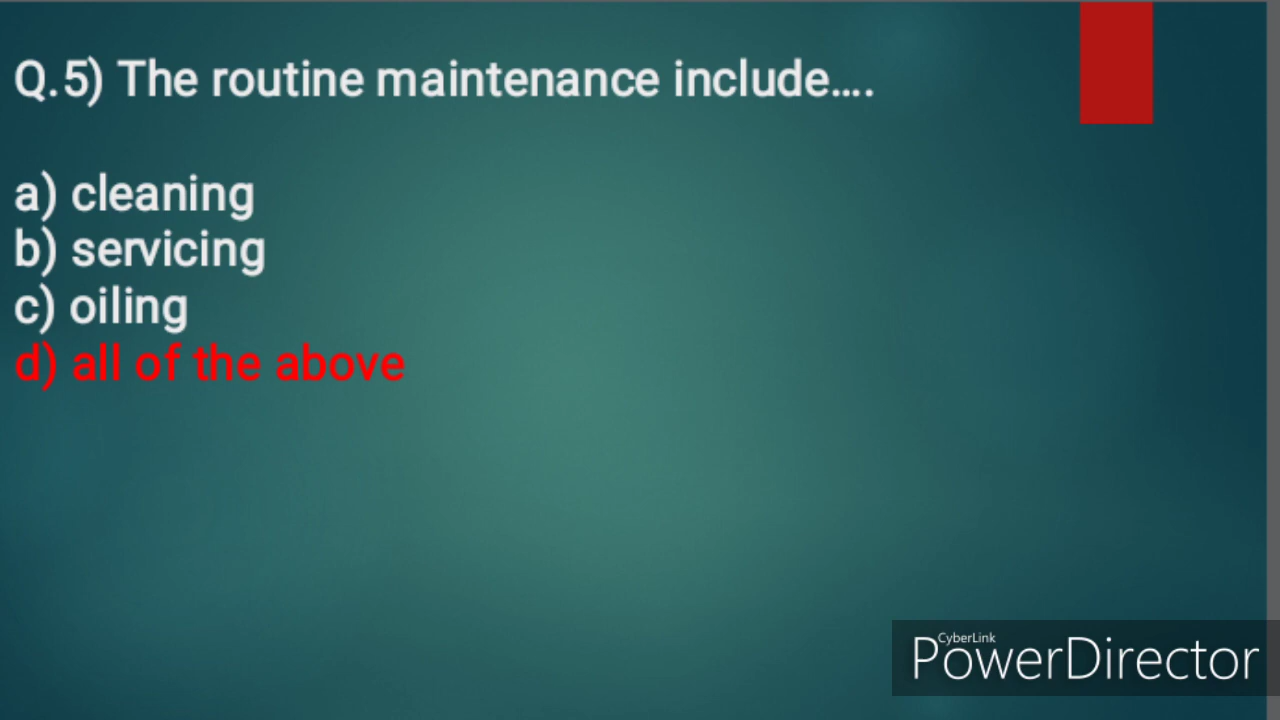 Q.5) The routine maintenance include....
a) cleaning
b) servicing
c) oiling
d) all of the above
CyberLink
PowerDirector